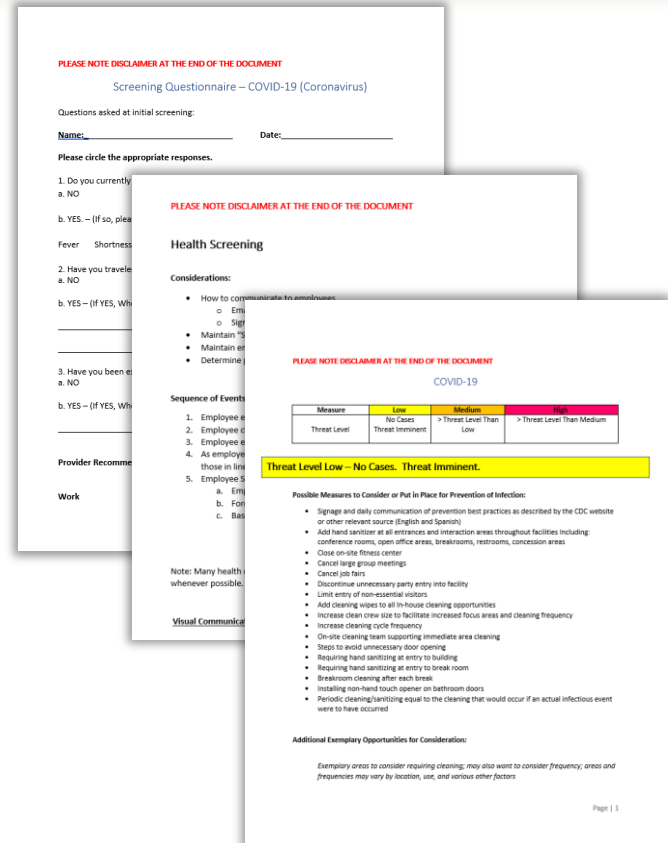 PLEASE NOTE DISCLAIMER AT THE END OF THE DOCUMENT
Screening Questionnaire – COVID-19 (Coronavirus)
Questions asked at initial screening:
Name: Date:
Please circle the appropriate responses.
1. Do you currently
a. NO
b. YES. – (If so, plea
Fever Shortness
2. Have you travele
a. NO
b. YES – (If YES, Wh
3. Have you been e
a. NO
b. YES – (If YES, Wh
Provider Recomme
Work
PLEASE NOTE DISCLAIMER AT THE END OF THE DOCUMENT
Health Screening
Considerations:
• How to communicate to employees
o Em
o Sig
• Maintain "S
• Maintain e
• Determine
Sequence of Events
1. Employee e
2. Employee c
3. Employee e
4. As employe
those in line
5. Employee S
a. Em
b. For
c. Bas
Note: Many health
whenever possible.
Visual Communica
PLEASE NOTE DISCLAIMER AT THE END OF THE DOCUMENT
COVID-19
Measure Low Medium High
Threat Level No Cases Threat Imminent > Threat Level Than Low > Threat Level Than Medium
Threat Level Low – No Cases. Threat Imminent.
Possible Measures to Consider or Put in Place for Prevention of Infection:
• Signage and daily communication of prevention best practices as described by the CDC website
or other relevant source (English and Spanish)
• Add hand sanitizer at all entrances and interaction areas throughout facilities Including:
conference rooms, open office areas, breakrooms, restrooms, concession areas
• Close on-site fitness center
• Cancel large group meetings
• Cancel job fairs
• Discontinue unnecessary party entry into facility
• Limit entry of non-essential visitors
• Add cleaning wipes to all In-house cleaning opportunities
• Increase clean crew size to facilitate increased focus areas and cleaning frequency
• Increase cleaning cycle frequency
• On-site cleaning team supporting immediate area cleaning
• Steps to avoid unnecessary door opening
• Requiring hand sanitizing at entry to building
• Requiring hand sanitizing at entry to break room
• Breakroom cleaning after each break
• Installing non-hand touch opener on bathroom doors
• Periodic cleaning/sanitizing equal to the cleaning that would occur if an actual infectious event
were to have occurred
Additional Exemplary Opportunities for Consideration:
Exemplary areas to consider requiring cleaning; may also want to consider frequency; areas and
frequencies may vary by location, use, and various other factors
Page | 1